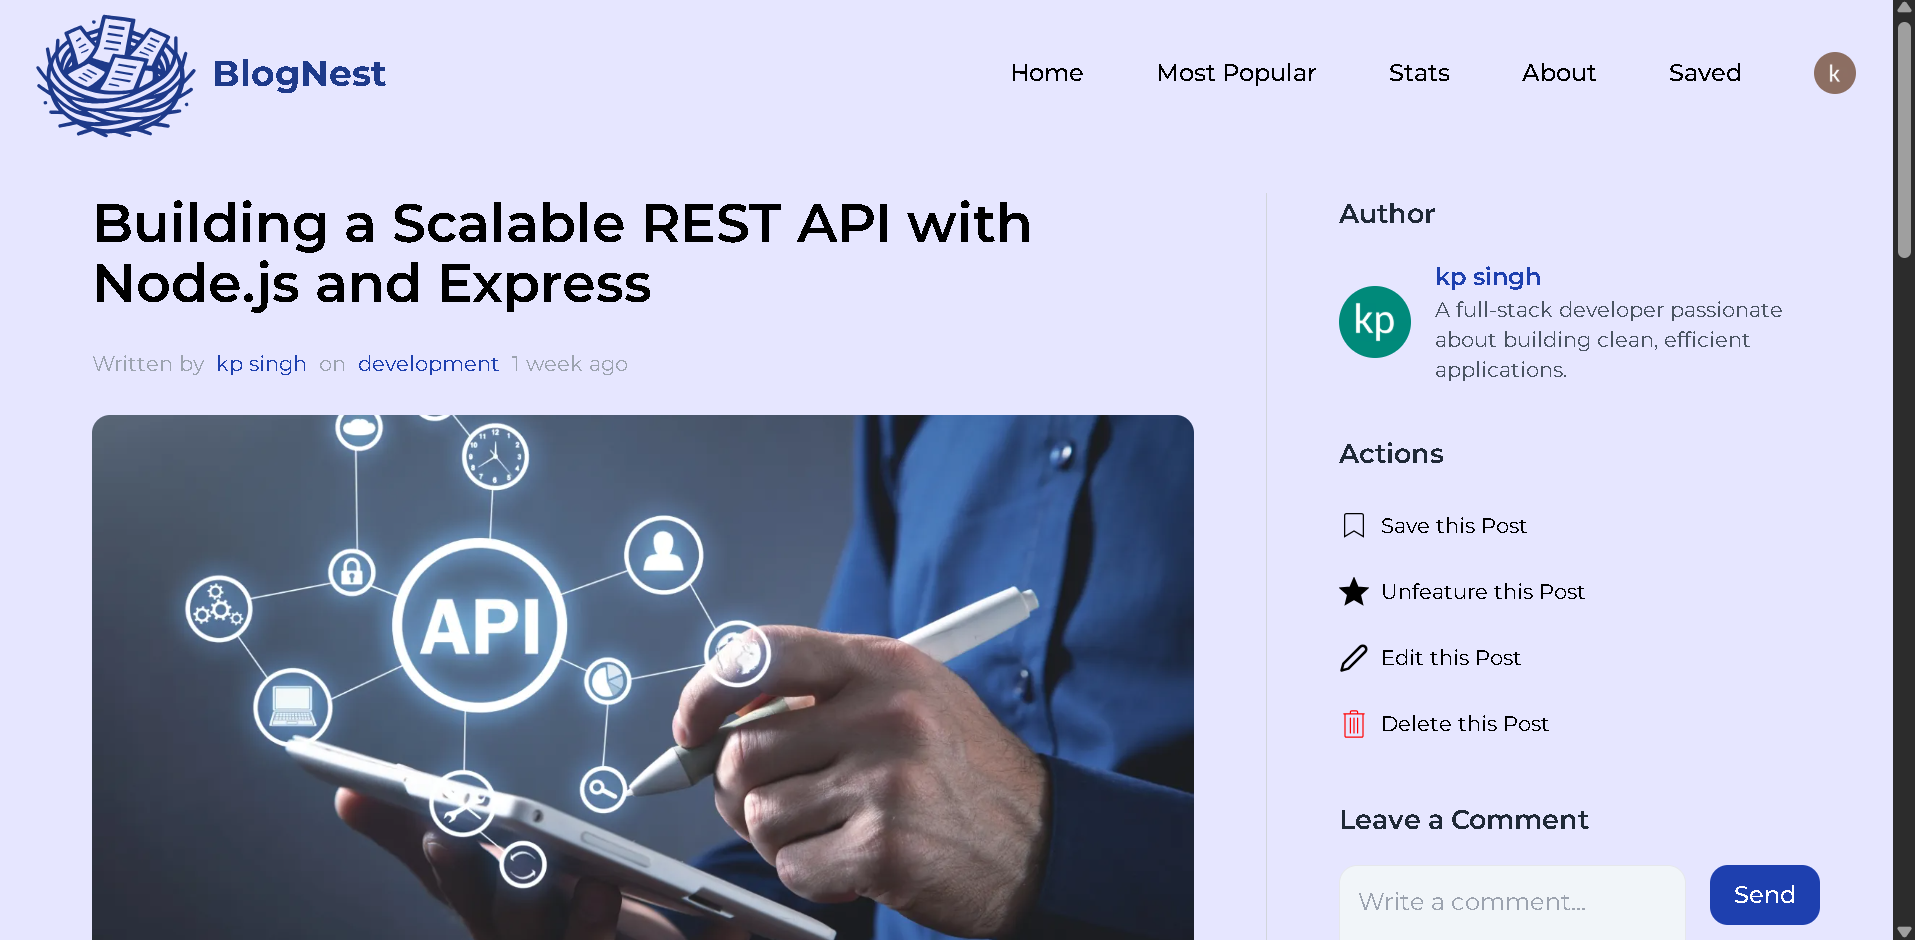 BlogNest
Home Most Popular Stats About Saved k
Building a Scalable REST API with
Node.js and Express
Written by kp singh on development 1 week ago
API
Author
kp
kp singh
A full-stack developer passionate
about building clean, efficient
applications.
Actions
Save this Post
Unfeature this Post
Edit this Post
Delete this Post
Leave a Comment
Write a comment...
Send